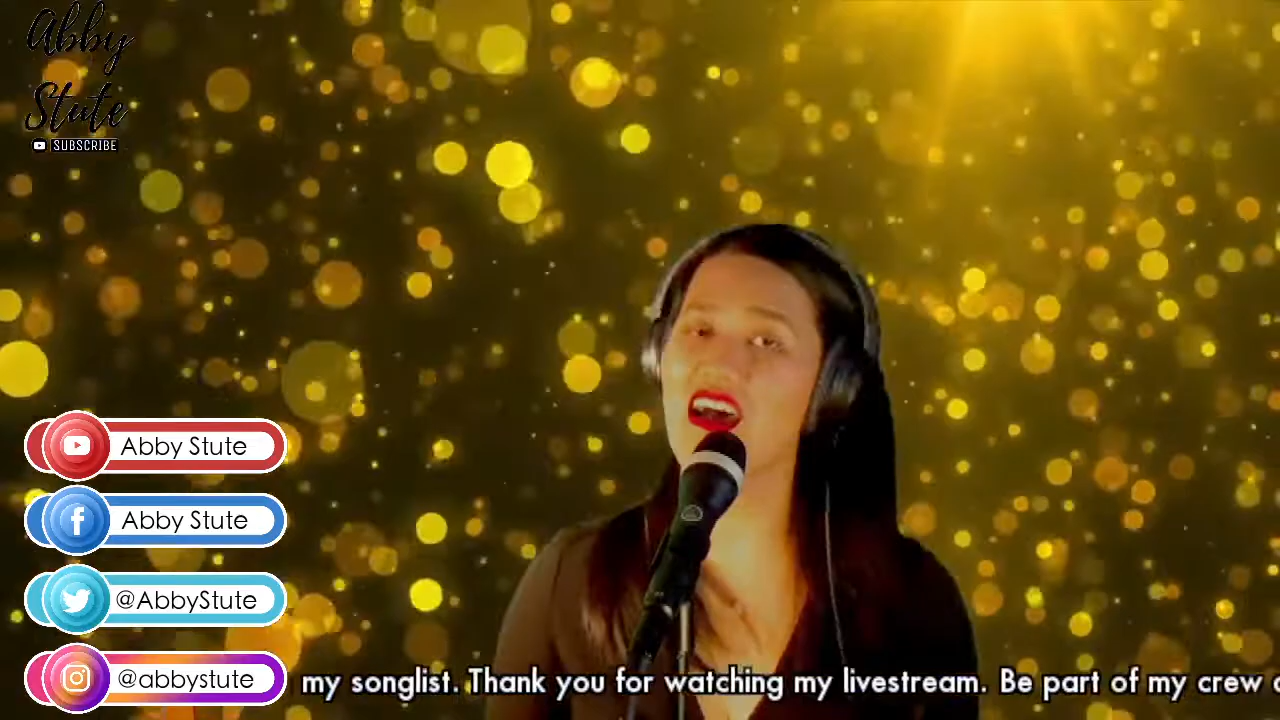 Abby
Stute
SUBSCRIBE
Abby Stute
Abby Stute
@AbbyStute
@abbystute
my songlist. Thank you for watching my livestream. Be part of my crew